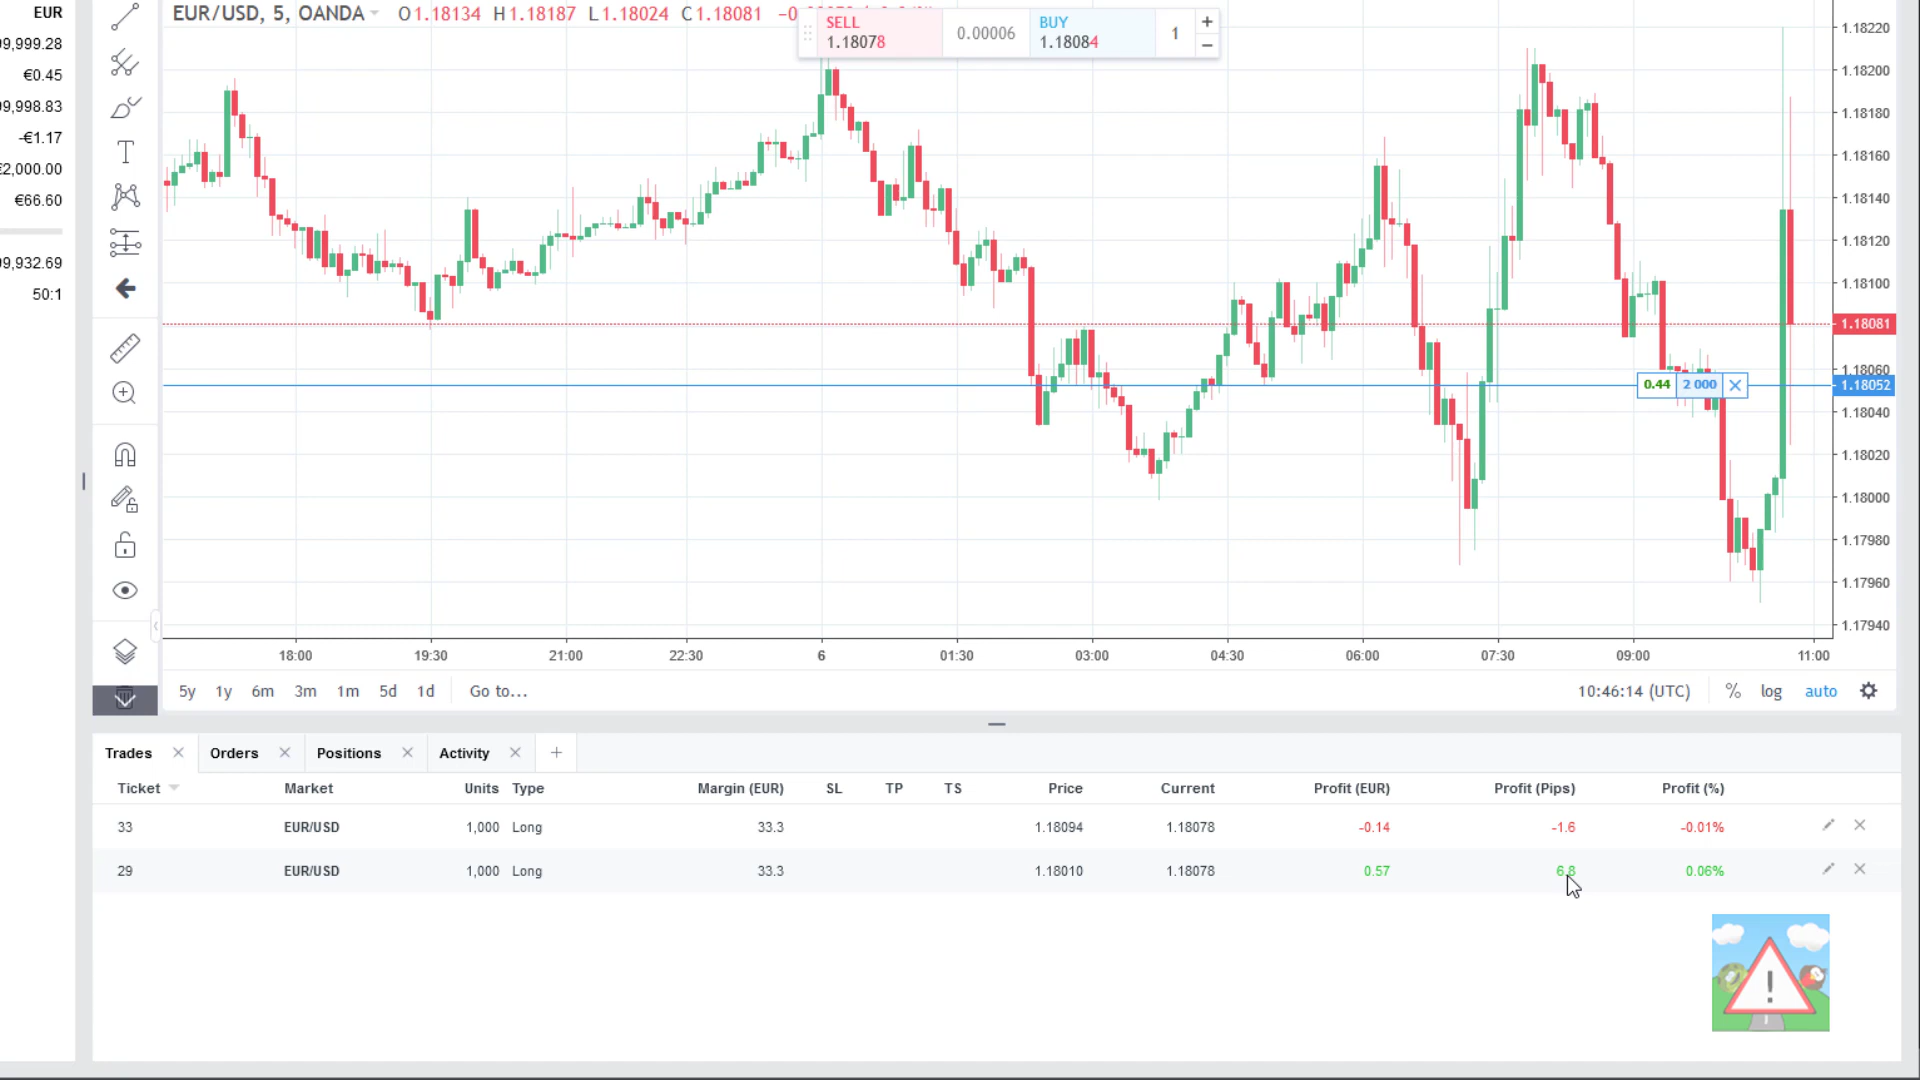 EUR
9,999.28
€0.45
9,998.83
-€1.17
€2,000.00
€66.60
9,932.69
50:1
EUR/USD, 5, OANDA O1.18134 H1.18187 L1.18024 C1.18081
SELL
1.18078
0.00006
BUY
1.18084
1
+
−
1.18220
1.18200
1.18180
1.18160
1.18140
1.18120
1.18100
1.18081
1.18060
1.18052
1.18040
1.18020
1.18000
1.17980
1.17960
1.17940
0.44 2 000
18:00 19:30 21:00 22:30 6 01:30 03:00 04:30 06:00 07:30 09:00 11:00
5y 1y 6m 3m 1m 5d 1d Go to... 10:46:14 (UTC) % log auto
Trades Orders Positions Activity +
Ticket Market Units Type Margin (EUR) SL TP TS Price Current Profit (EUR) Profit (Pips) Profit (%)
33 EUR/USD 1,000 Long 33.3 1.18094 1.18078 -0.14 -1.6 -0.01%
29 EUR/USD 1,000 Long 33.3 1.18010 1.18078 0.57 6.8 0.06%